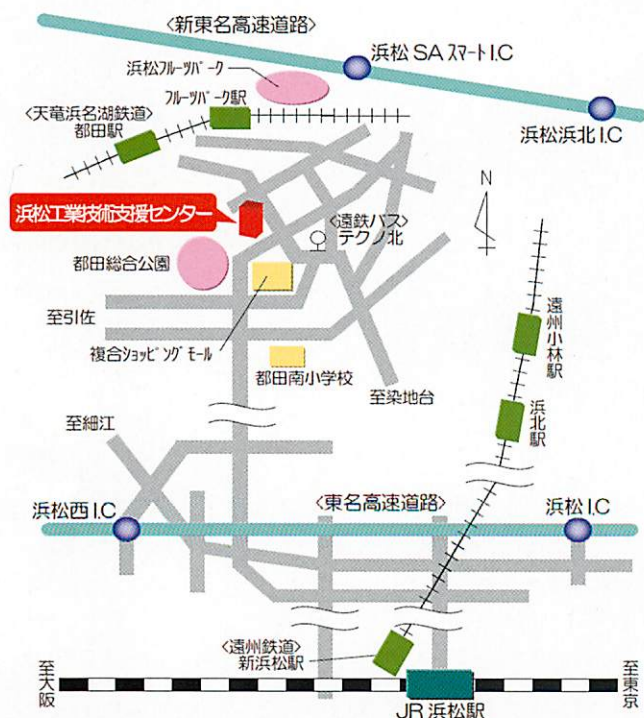 〈新東名高速道路〉
浜松SAスマートI.C
浜松フルーツパーク
フルーツパーク駅
〈天竜浜名湖鉄道〉
都田駅
浜松浜北I.C
N
浜松工業技術支援センター
〈遠鉄バス〉
テクノ北
都田総合公園
至引佐
複合ショッピングモール
都田南小学校
遠州小林駅
浜北駅
至染地台
至細江
浜松西I.C
〈東名高速道路〉
浜松I.C
〈遠州鉄道〉
新浜松駅
至大阪
至東京
JR浜松駅